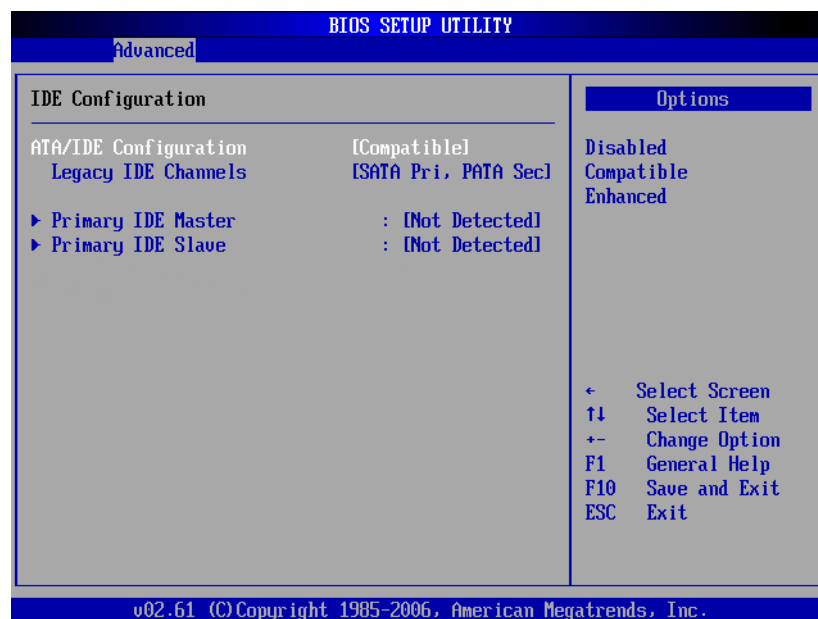 BIOS SETUP UTILITY
Advanced
IDE Configuration
ATA/IDE Configuration [Compatible]
Legacy IDE Channels [SATA Pri, PATA Sec]
Primary IDE Master : [Not Detected]
Primary IDE Slave : [Not Detected]
Options
Disabled
Compatible
Enhanced
← Select Screen
↑↓ Select Item
+- Change Option
F1 General Help
F10 Save and Exit
ESC Exit
v02.61 (C)Copyright 1985-2006, American Megatrends, Inc.